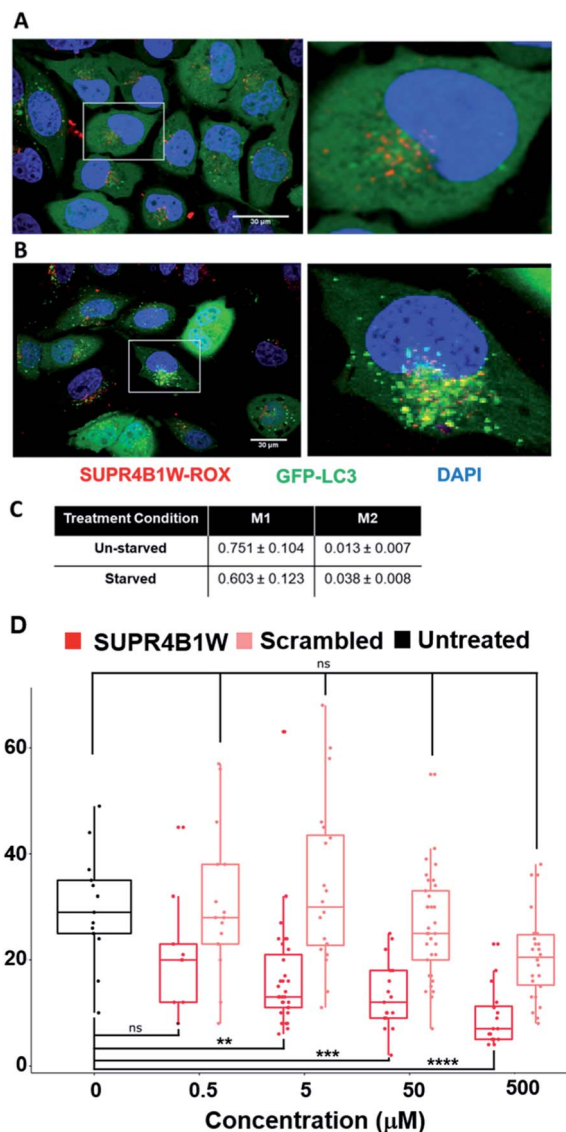 A
30 μm
B
30 μm
SUPR4B1W-ROX GFP-LC3 DAPI
C
Treatment Condition M1 M2
Un-starved 0.751 ± 0.104 0.013 ± 0.007
Starved 0.603 ± 0.123 0.038 ± 0.008
D
SUPR4B1W Scrambled Untreated
ns
60
40
20
0
ns
**
***
****
0 0.5 5 50 500
Concentration (μM)